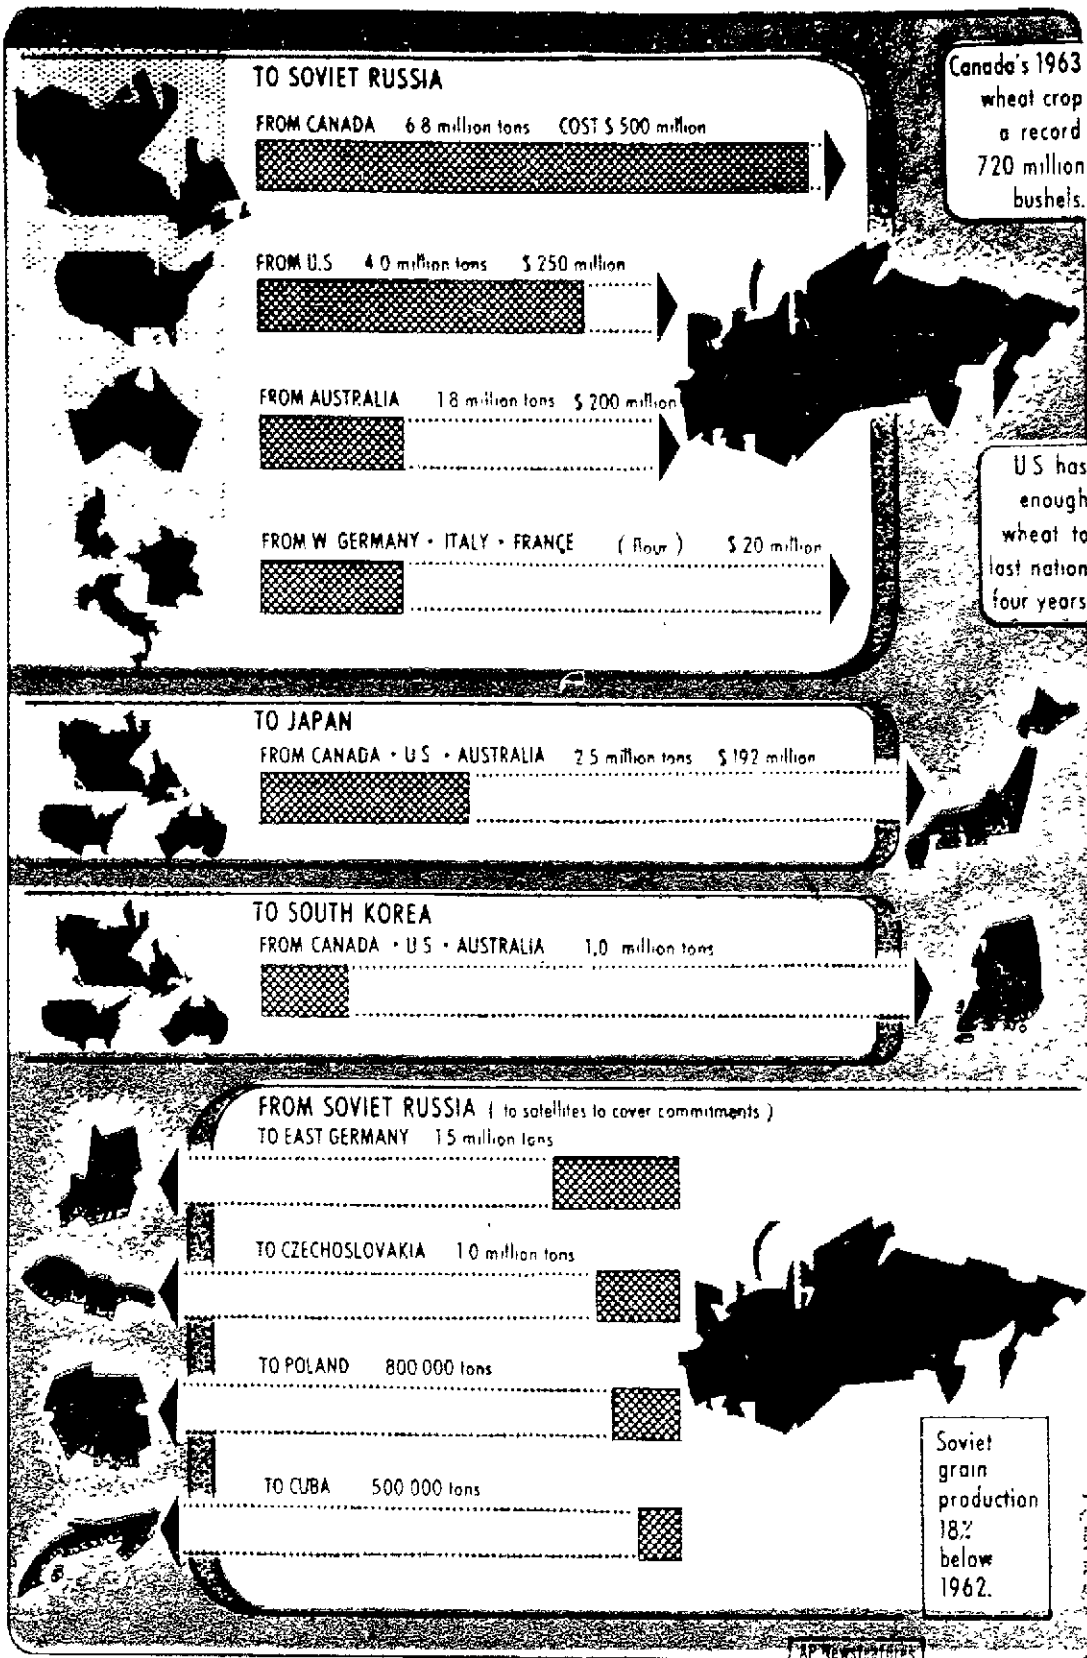 TO SOVIET RUSSIA
FROM CANADA 6 8 million tons COST $ 500 million
Canada's 1963
wheat crop
a record
720 million
bushels.
FROM U.S 4 0 million tons $ 250 million
FROM AUSTRALIA 1 8 million tons $ 200 million
U S has
enough
wheat to
last nation
four years
FROM W GERMANY • ITALY • FRANCE ( flour ) $ 20 million
TO JAPAN
FROM CANADA • U S • AUSTRALIA 2 5 million tons $ 192 million
TO SOUTH KOREA
FROM CANADA • U S • AUSTRALIA 1,0 million tons
FROM SOVIET RUSSIA ( to satellites to cover commitments )
TO EAST GERMANY 1 5 million tons
TO CZECHOSLOVAKIA 1 0 million tons
TO POLAND 800 000 tons
TO CUBA 500 000 tons
Soviet
grain
production
18%
below
1962.
AP Newsfeatures